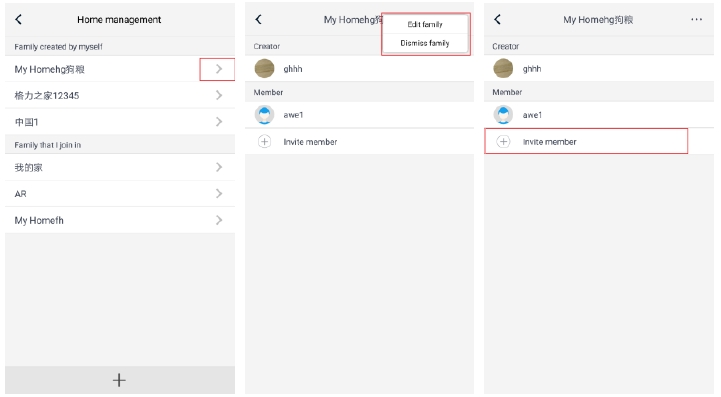 Home management
Family created by myself
My Homehg狗粮
格力之家12345
中国1
Family that I join in
我的家
AR
My Homefh
My Homehg狗
Edit family
Dismiss family
Creator
ghhh
Member
awe1
Invite member
My Homehg狗粮
Creator
ghhh
Member
awe1
Invite member